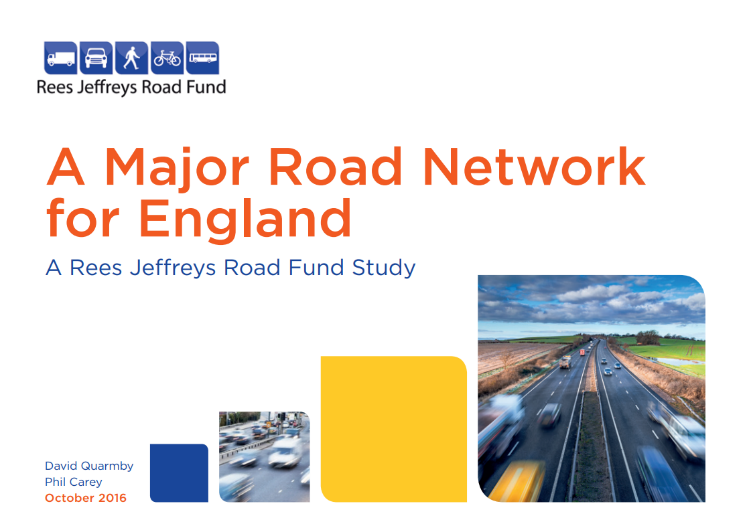 Rees Jeffreys Road Fund
A Major Road Network
for England
A Rees Jeffreys Road Fund Study
David Quarmby
Phil Carey
October 2016